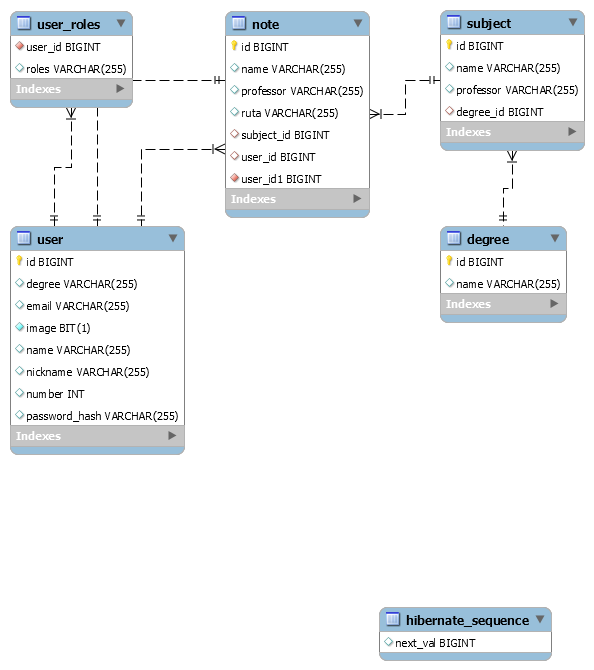 user_roles
user_id BIGINT
roles VARCHAR(255)
Indexes
note
id BIGINT
name VARCHAR(255)
professor VARCHAR(255)
ruta VARCHAR(255)
subject_id BIGINT
user_id BIGINT
user_id1 BIGINT
Indexes
subject
id BIGINT
name VARCHAR(255)
professor VARCHAR(255)
degree_id BIGINT
Indexes
user
id BIGINT
degree VARCHAR(255)
email VARCHAR(255)
image BIT(1)
name VARCHAR(255)
nickname VARCHAR(255)
number INT
password_hash VARCHAR(255)
Indexes
degree
id BIGINT
name VARCHAR(255)
Indexes
hibernate_sequence
next_val BIGINT